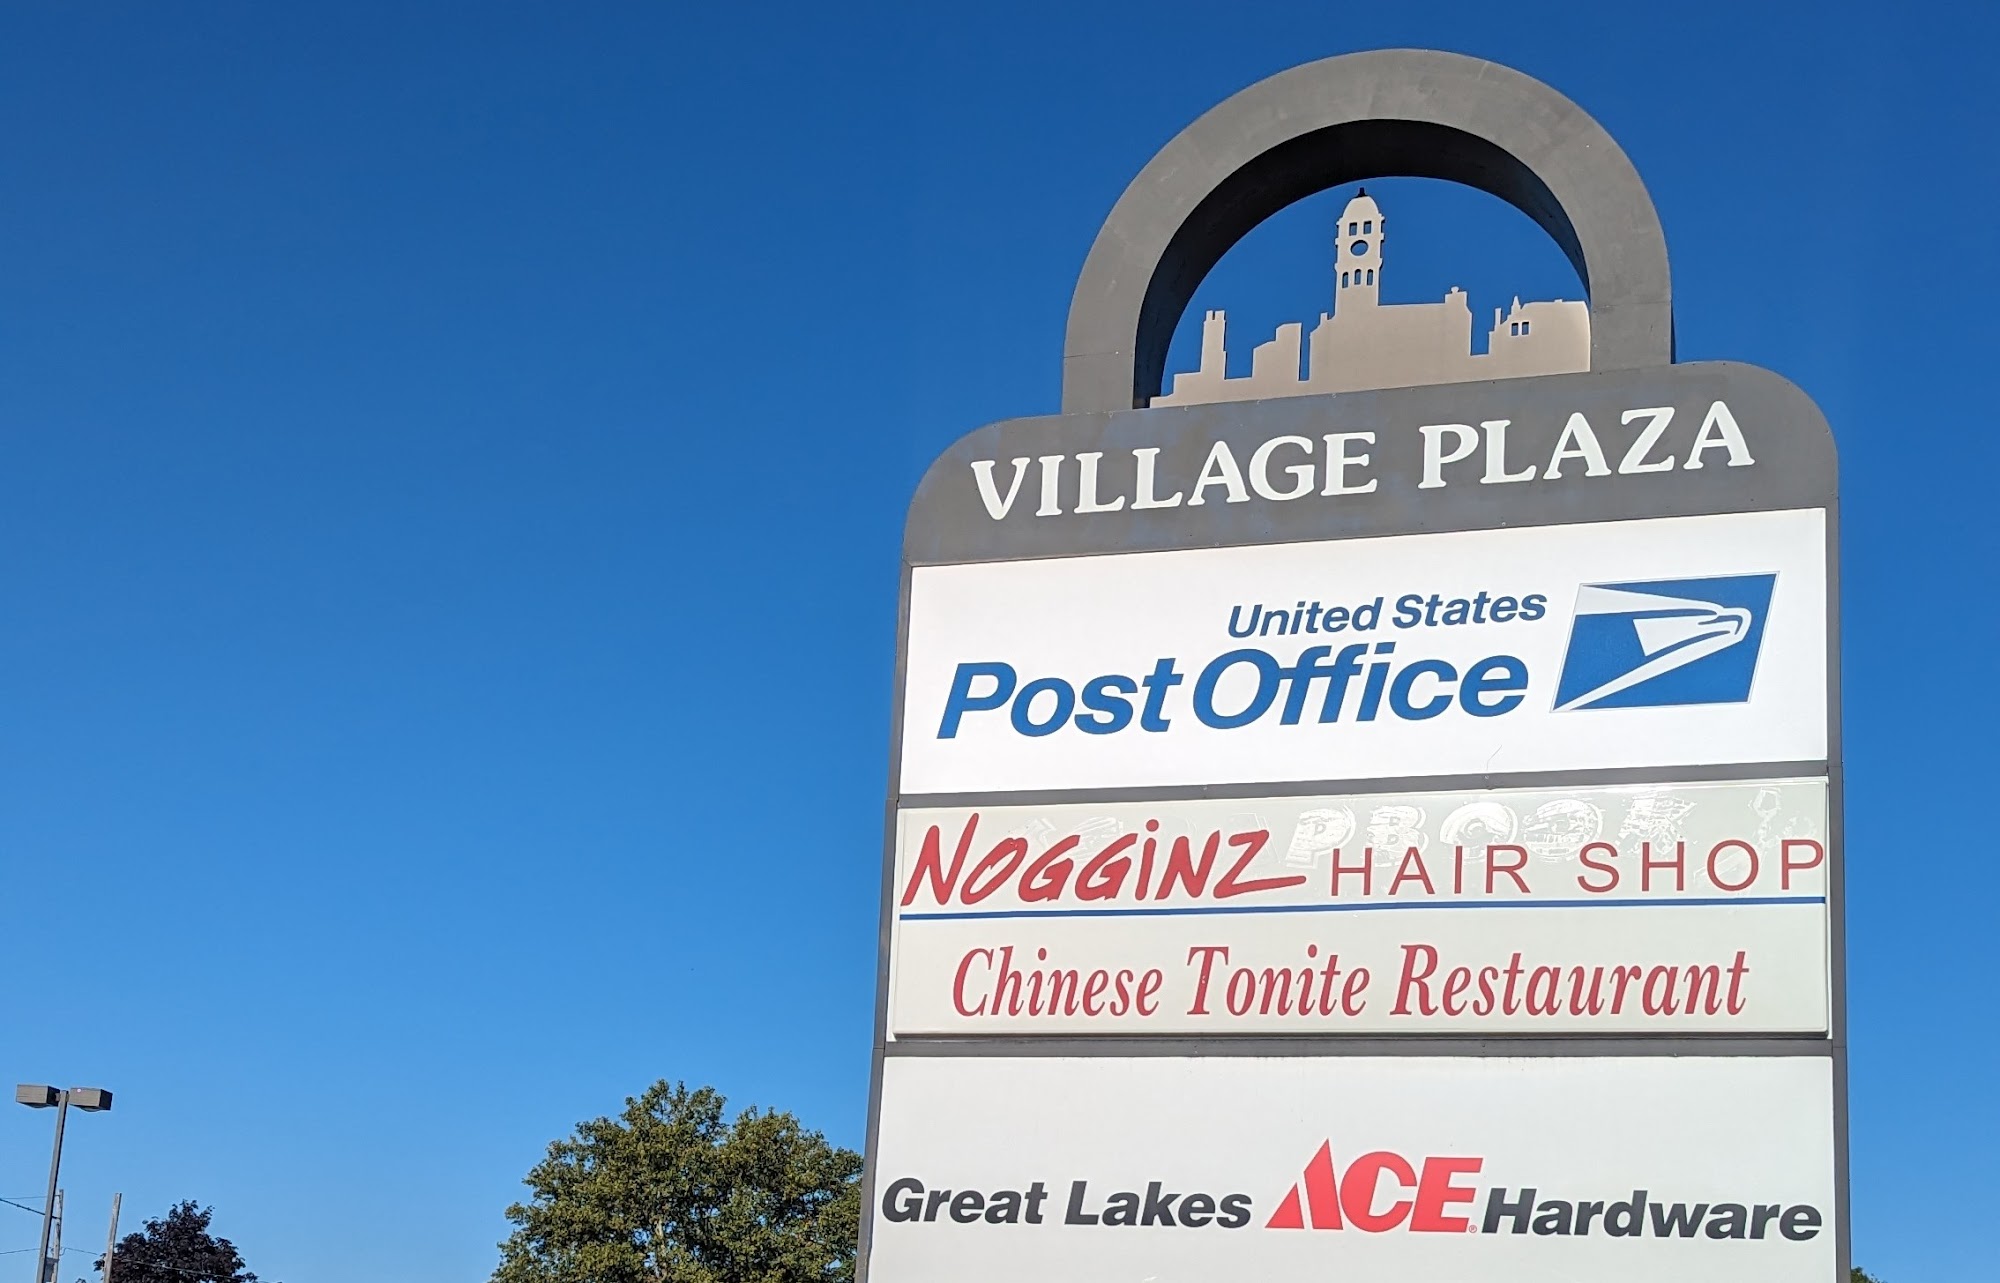 VILLAGE PLAZA
United States
Post Office
NOGGiNZ HAIR SHOP
Chinese Tonite Restaurant
Great Lakes ACE Hardware